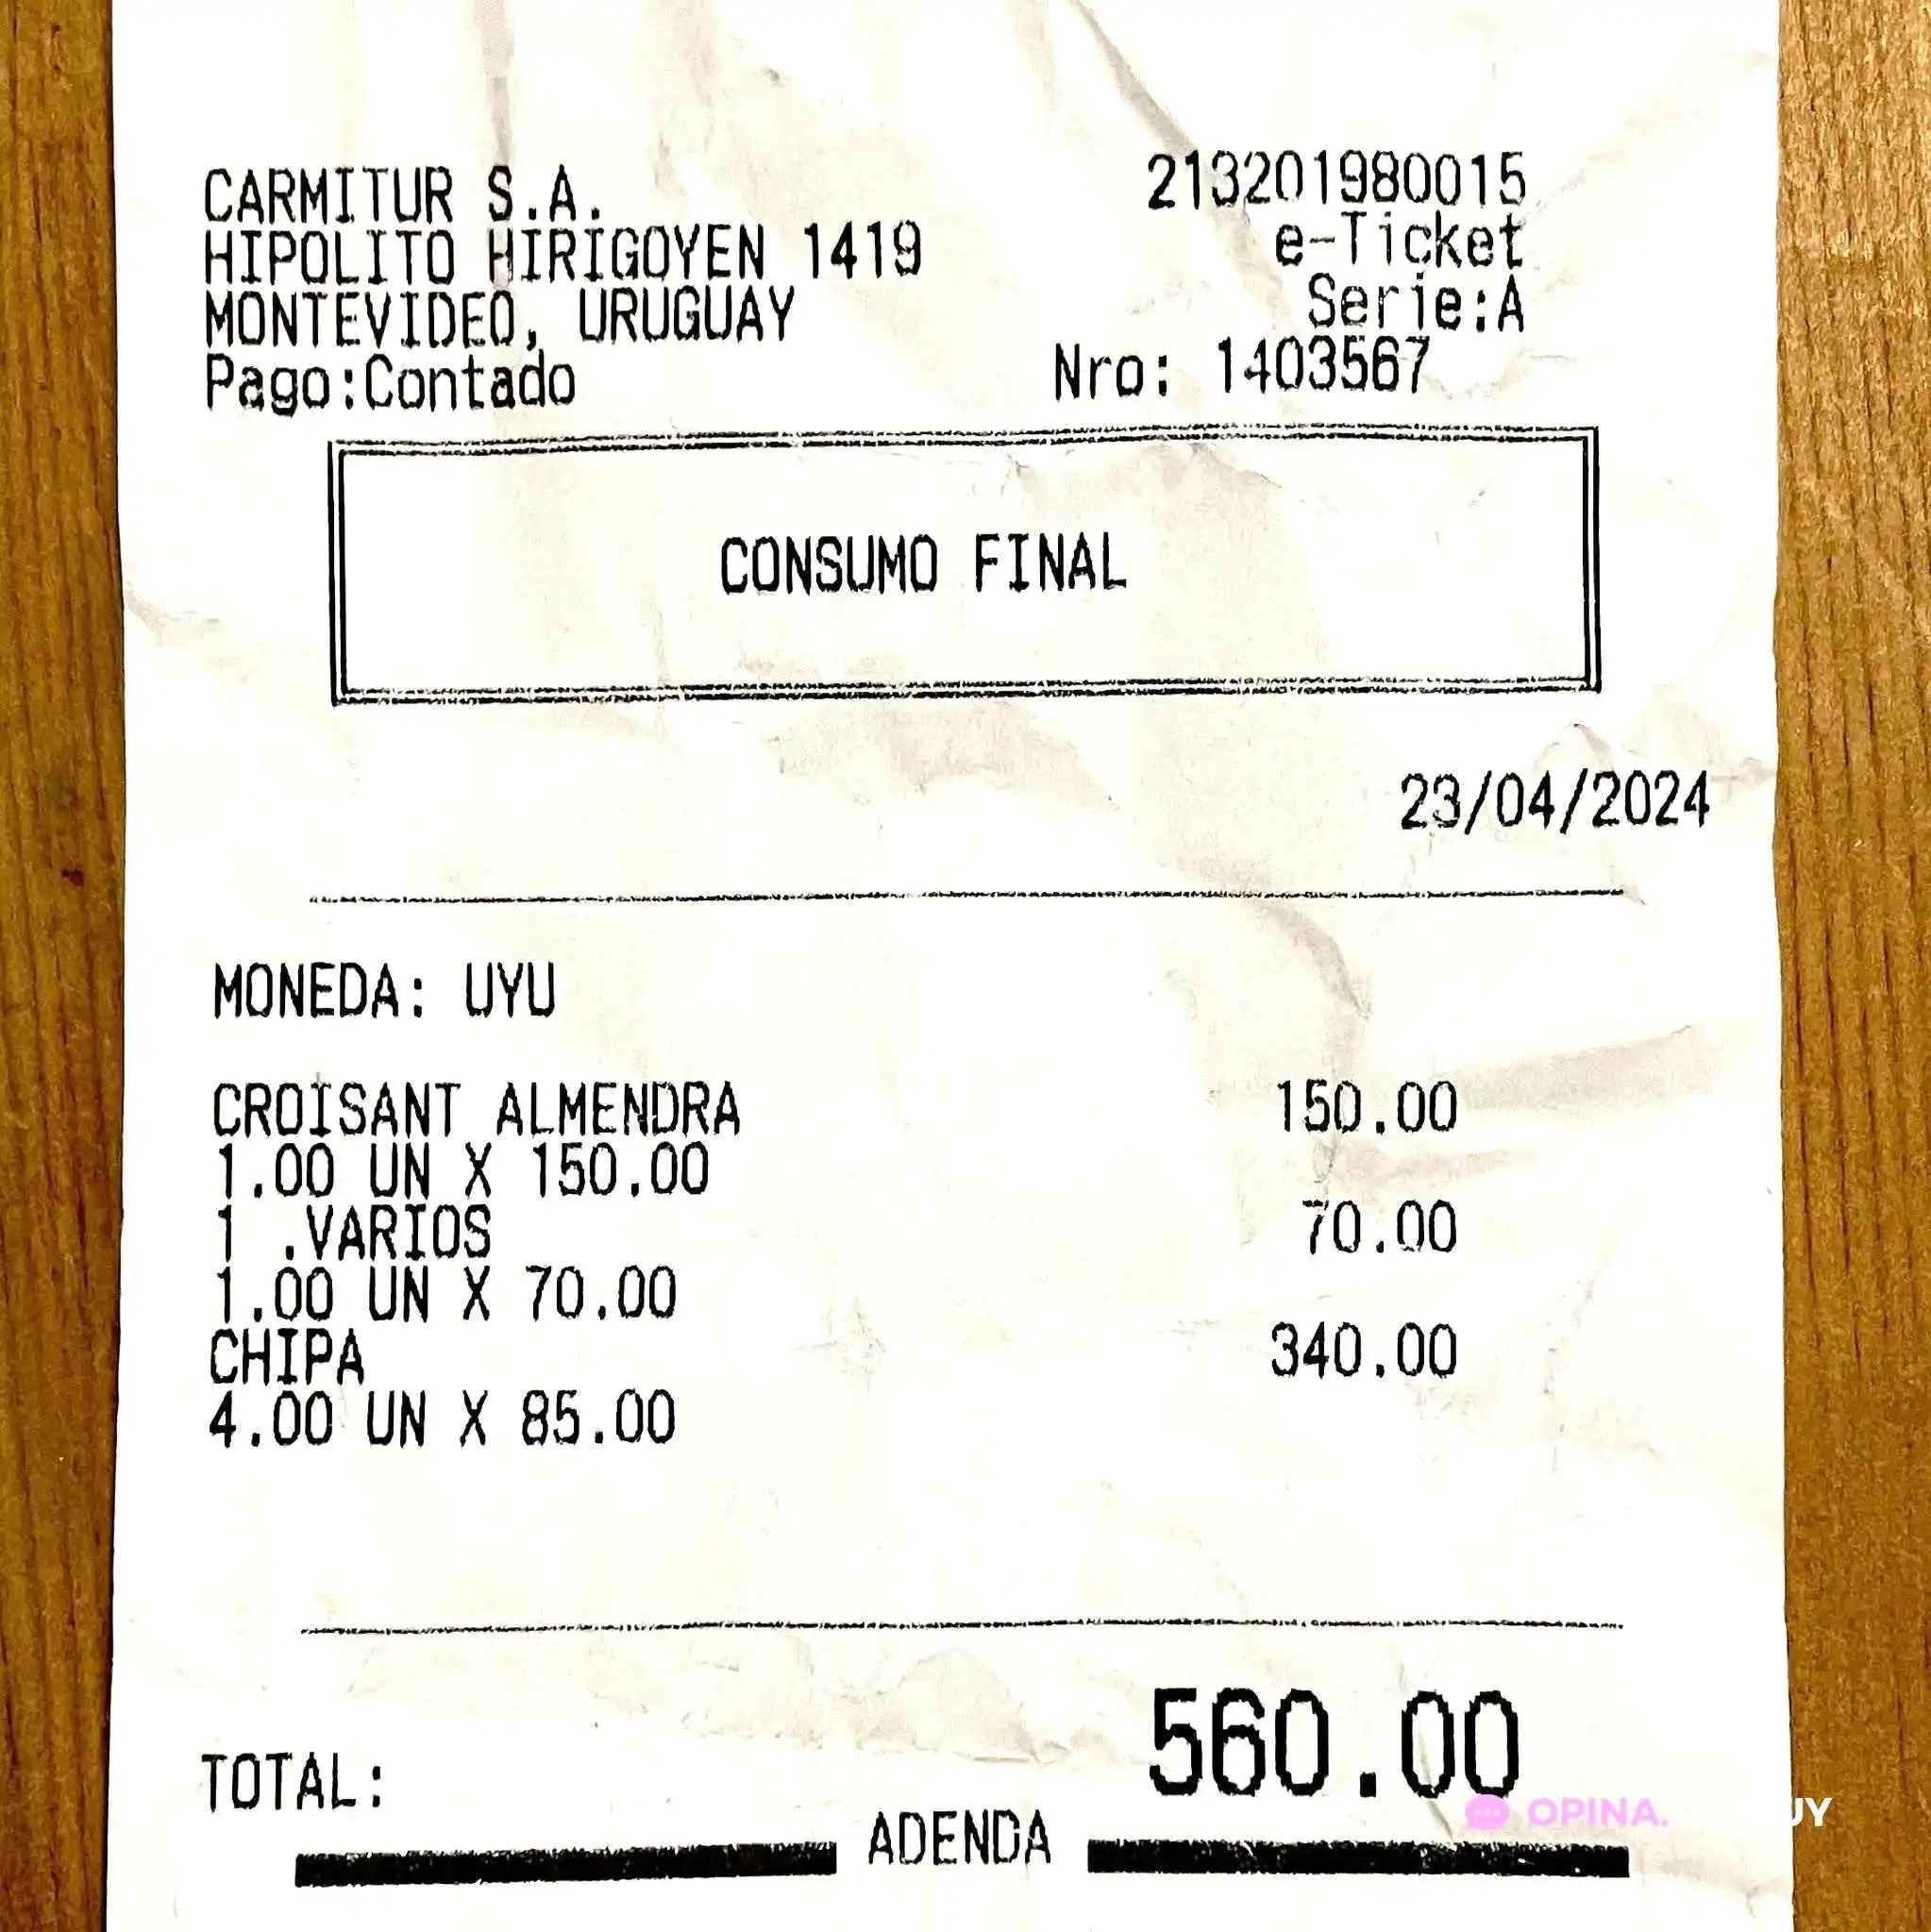 CARMITUR S.A.
213201980015
HIPOLITO HIRIGOYEN 1419
e-Ticket
MONTEVIDEO, URUGUAY
Serie:A
Pago:Contado
Nro: 1403567
CONSUMO FINAL
23/04/2024
MONEDA: UYU
CROISANT ALMENDRA 150.00
1.00 UN X 150.00
1 .VARIOS 70.00
1.00 UN X 70.00
CHIPA 340.00
4.00 UN X 85.00
TOTAL: 560.00
ADENDA
OPINA.